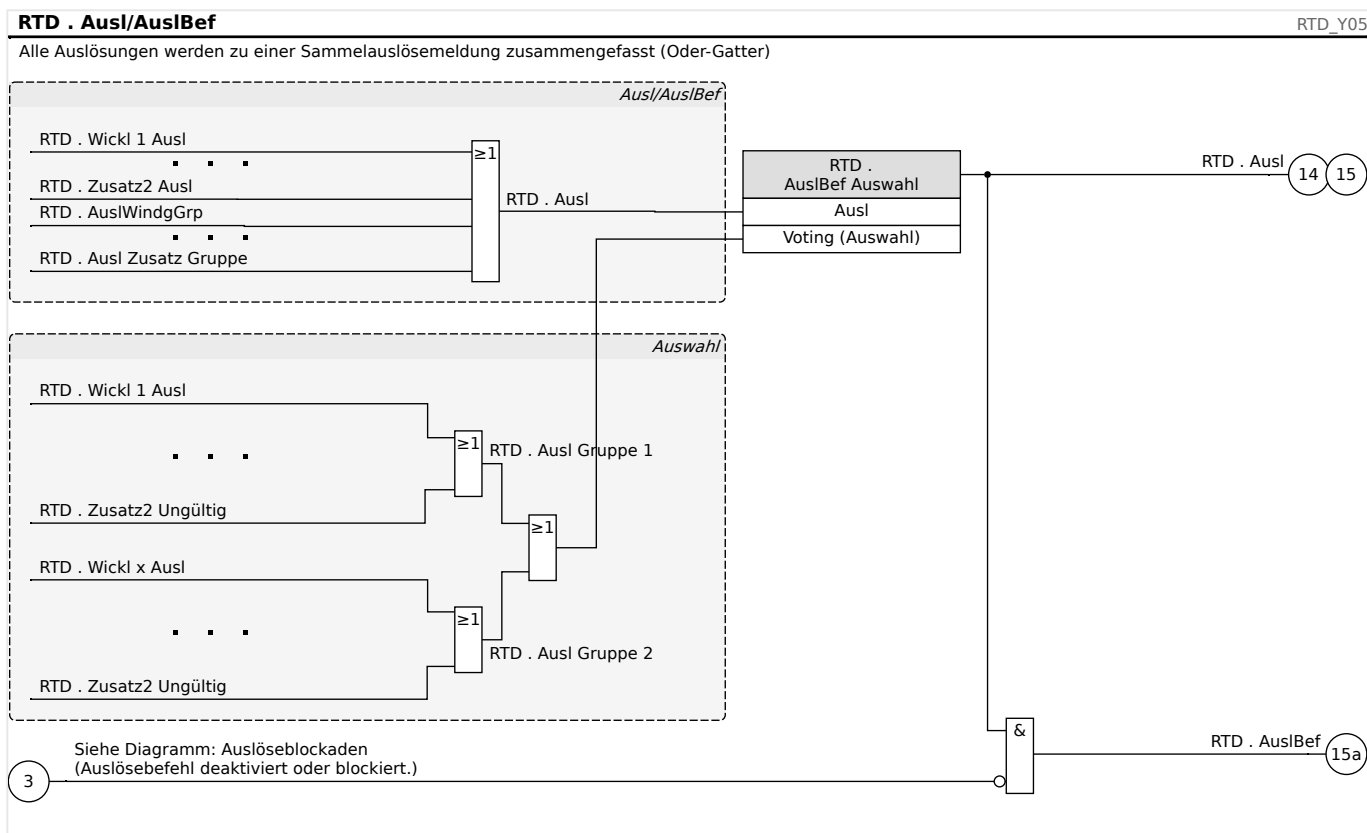 RTD . Ausl/AuslBef
RTD_Y05
Alle Auslösungen werden zu einer Sammelauslösemeldung zusammengefasst (Oder-Gatter)
Ausl/AuslBef
RTD . Wickl 1 Ausl
≥1
RTD . Zusatz2 Ausl
RTD . AuslWindgGrp
RTD . Ausl Zusatz Gruppe
RTD . Ausl
RTD .
AuslBef Auswahl
Ausl
Voting (Auswahl)
RTD . Ausl
14
15
Auswahl
RTD . Wickl 1 Ausl
≥1
RTD . Ausl Gruppe 1
RTD . Zusatz2 Ungültig
≥1
RTD . Wickl x Ausl
≥1
RTD . Ausl Gruppe 2
RTD . Zusatz2 Ungültig
3
Siehe Diagramm: Auslöseblockaden
(Auslösebefehl deaktiviert oder blockiert.)
&
RTD . AuslBef
15a